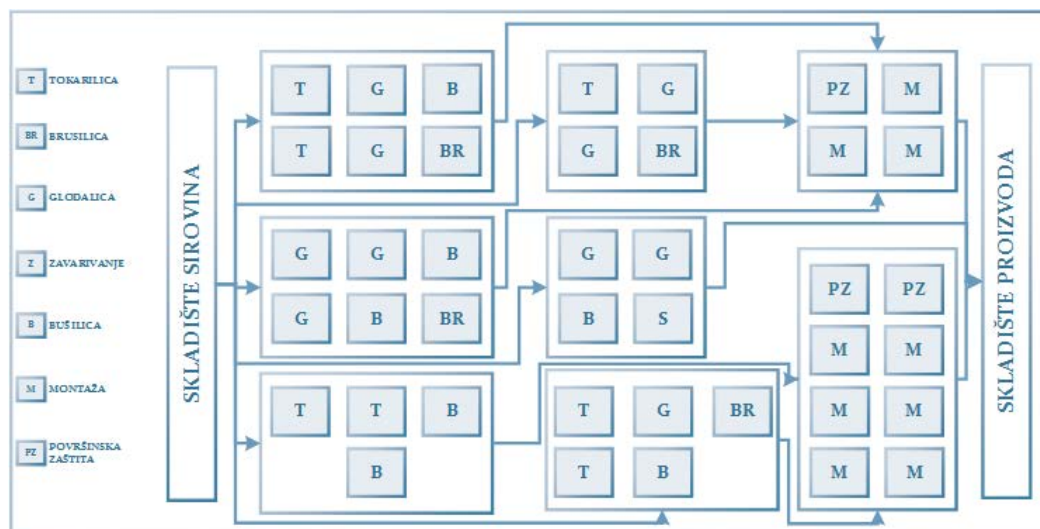 T TOKARILICA
BR BRUSILICA
G GLODALICA
Z ZAVARIVANJE
B BUŠILICA
M MONTAŽA
PZ POVRŠINSKA
ZAŠTITA
SKLADIŠTE SIROVINA
T G B
T G BR
G G B
G B BR
T T B
B
T G
G BR
G G
B S
T G BR
T B
PZ M
M M
PZ PZ
M M
M M
M M
SKLADIŠTE PROIZVODA